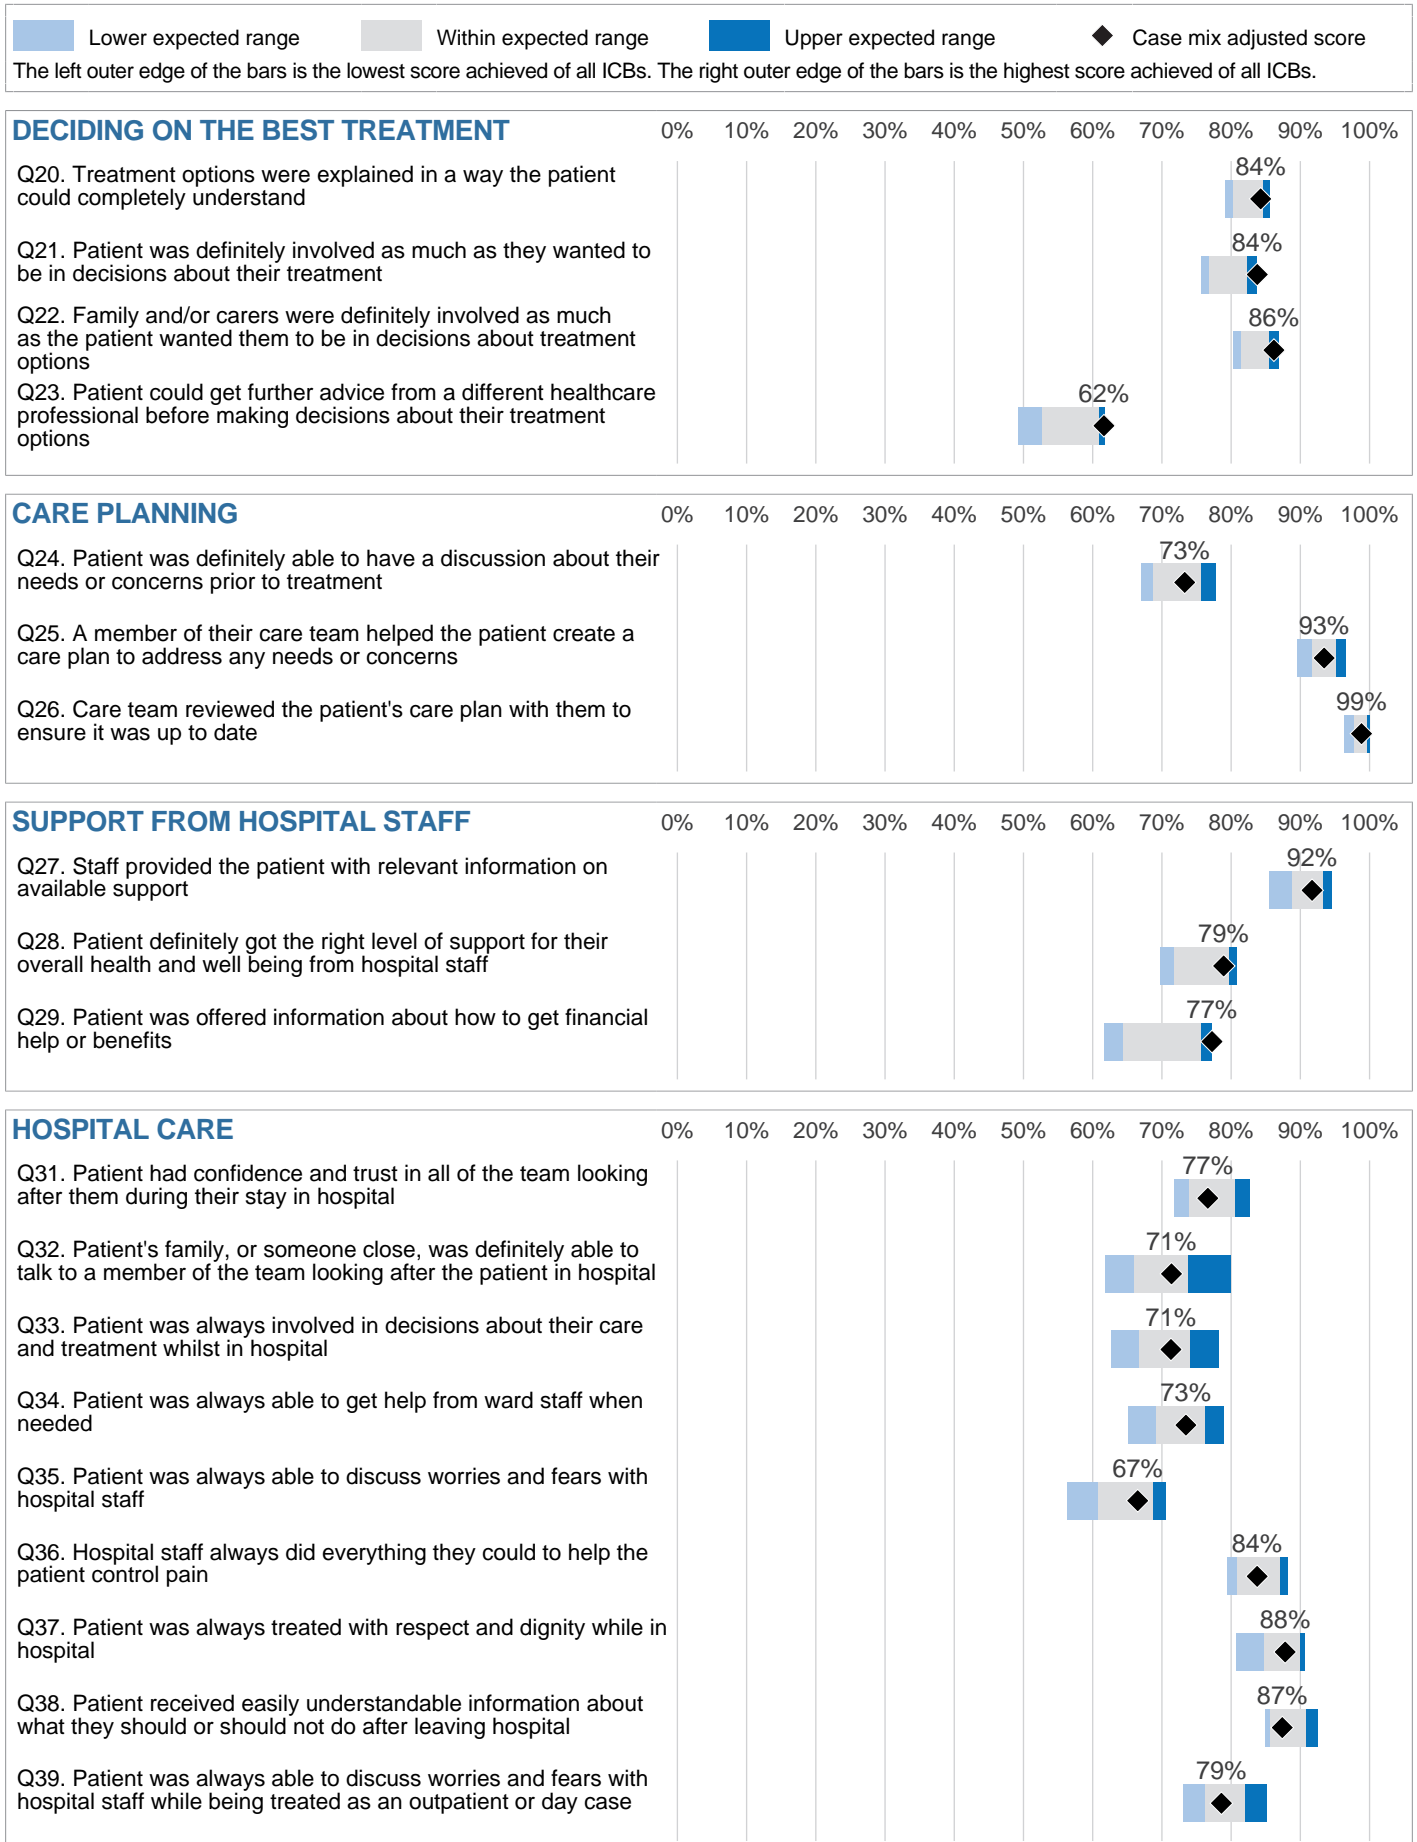 Lower expected range Within expected range Upper expected range Case mix adjusted score
The left outer edge of the bars is the lowest score achieved of all ICBs. The right outer edge of the bars is the highest score achieved of all ICBs.
DECIDING ON THE BEST TREATMENT 0% 10% 20% 30% 40% 50% 60% 70% 80% 90% 100%
Q20. Treatment options were explained in a way the patient
could completely understand
84%
Q21. Patient was definitely involved as much as they wanted to
be in decisions about their treatment
84%
Q22. Family and/or carers were definitely involved as much
as the patient wanted them to be in decisions about treatment
options
86%
Q23. Patient could get further advice from a different healthcare
professional before making decisions about their treatment
options
62%
CARE PLANNING 0% 10% 20% 30% 40% 50% 60% 70% 80% 90% 100%
Q24. Patient was definitely able to have a discussion about their
needs or concerns prior to treatment
73%
Q25. A member of their care team helped the patient create a
care plan to address any needs or concerns
93%
Q26. Care team reviewed the patient's care plan with them to
ensure it was up to date
99%
SUPPORT FROM HOSPITAL STAFF 0% 10% 20% 30% 40% 50% 60% 70% 80% 90% 100%
Q27. Staff provided the patient with relevant information on
available support
92%
Q28. Patient definitely got the right level of support for their
overall health and well being from hospital staff
79%
Q29. Patient was offered information about how to get financial
help or benefits
77%
HOSPITAL CARE 0% 10% 20% 30% 40% 50% 60% 70% 80% 90% 100%
Q31. Patient had confidence and trust in all of the team looking
after them during their stay in hospital
77%
Q32. Patient's family, or someone close, was definitely able to
talk to a member of the team looking after the patient in hospital
71%
Q33. Patient was always involved in decisions about their care
and treatment whilst in hospital
71%
Q34. Patient was always able to get help from ward staff when
needed
73%
Q35. Patient was always able to discuss worries and fears with
hospital staff
67%
Q36. Hospital staff always did everything they could to help the
patient control pain
84%
Q37. Patient was always treated with respect and dignity while in
hospital
88%
Q38. Patient received easily understandable information about
what they should or should not do after leaving hospital
87%
Q39. Patient was always able to discuss worries and fears with
hospital staff while being treated as an outpatient or day case
79%